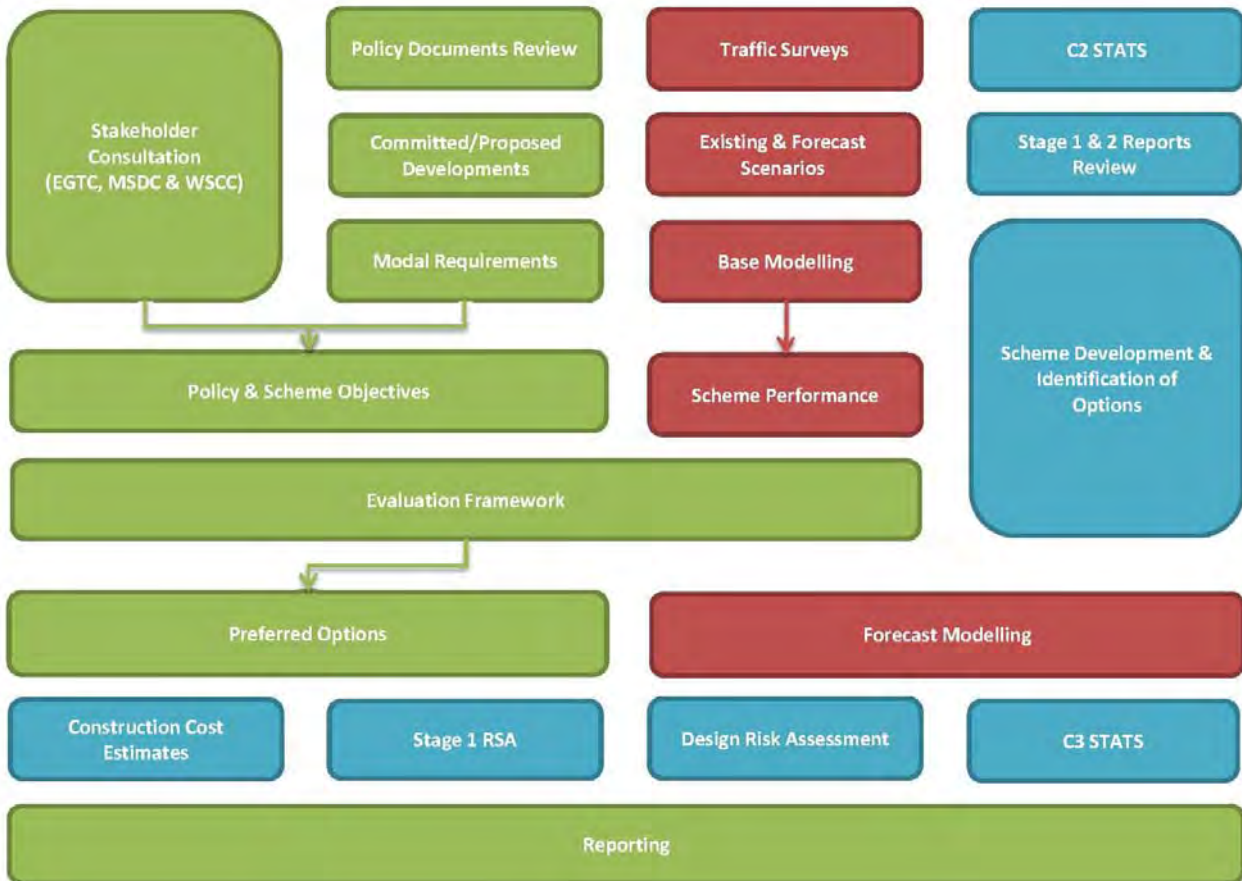 Stakeholder
Consultation
(EGTC, MSDC & WSCC)
Policy Documents Review
Traffic Surveys
C2 STATS
Committed/Proposed
Developments
Existing & Forecast
Scenarios
Stage 1 & 2 Reports
Review
Modal Requirements
Base Modelling
Scheme Development &
Identification of
Options
Policy & Scheme Objectives
Scheme Performance
Evaluation Framework
Preferred Options
Forecast Modelling
Construction Cost
Estimates
Stage 1 RSA
Design Risk Assessment
C3 STATS
Reporting